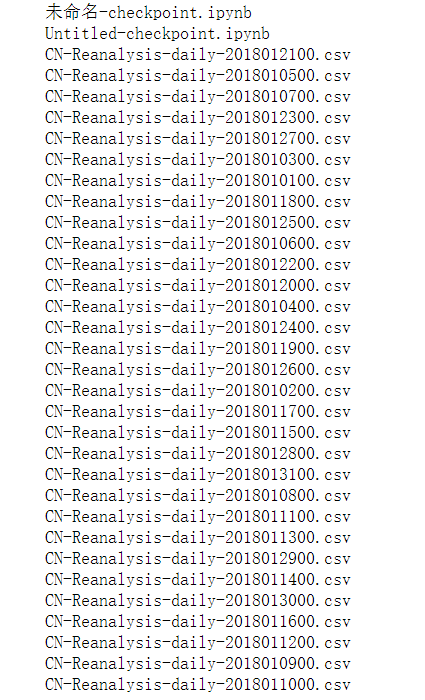 未命名-checkpoint.ipynb
Untitled-checkpoint.ipynb
CN-Reanalysis-daily-2018012100.csv
CN-Reanalysis-daily-2018010500.csv
CN-Reanalysis-daily-2018010700.csv
CN-Reanalysis-daily-2018012300.csv
CN-Reanalysis-daily-2018012700.csv
CN-Reanalysis-daily-2018010300.csv
CN-Reanalysis-daily-2018010100.csv
CN-Reanalysis-daily-2018011800.csv
CN-Reanalysis-daily-2018012500.csv
CN-Reanalysis-daily-2018010600.csv
CN-Reanalysis-daily-2018012200.csv
CN-Reanalysis-daily-2018012000.csv
CN-Reanalysis-daily-2018010400.csv
CN-Reanalysis-daily-2018012400.csv
CN-Reanalysis-daily-2018011900.csv
CN-Reanalysis-daily-2018012600.csv
CN-Reanalysis-daily-2018010200.csv
CN-Reanalysis-daily-2018011700.csv
CN-Reanalysis-daily-2018011500.csv
CN-Reanalysis-daily-2018012800.csv
CN-Reanalysis-daily-2018013100.csv
CN-Reanalysis-daily-2018010800.csv
CN-Reanalysis-daily-2018011100.csv
CN-Reanalysis-daily-2018011300.csv
CN-Reanalysis-daily-2018012900.csv
CN-Reanalysis-daily-2018011400.csv
CN-Reanalysis-daily-2018013000.csv
CN-Reanalysis-daily-2018011600.csv
CN-Reanalysis-daily-2018011200.csv
CN-Reanalysis-daily-2018010900.csv
CN-Reanalysis-daily-2018011000.csv